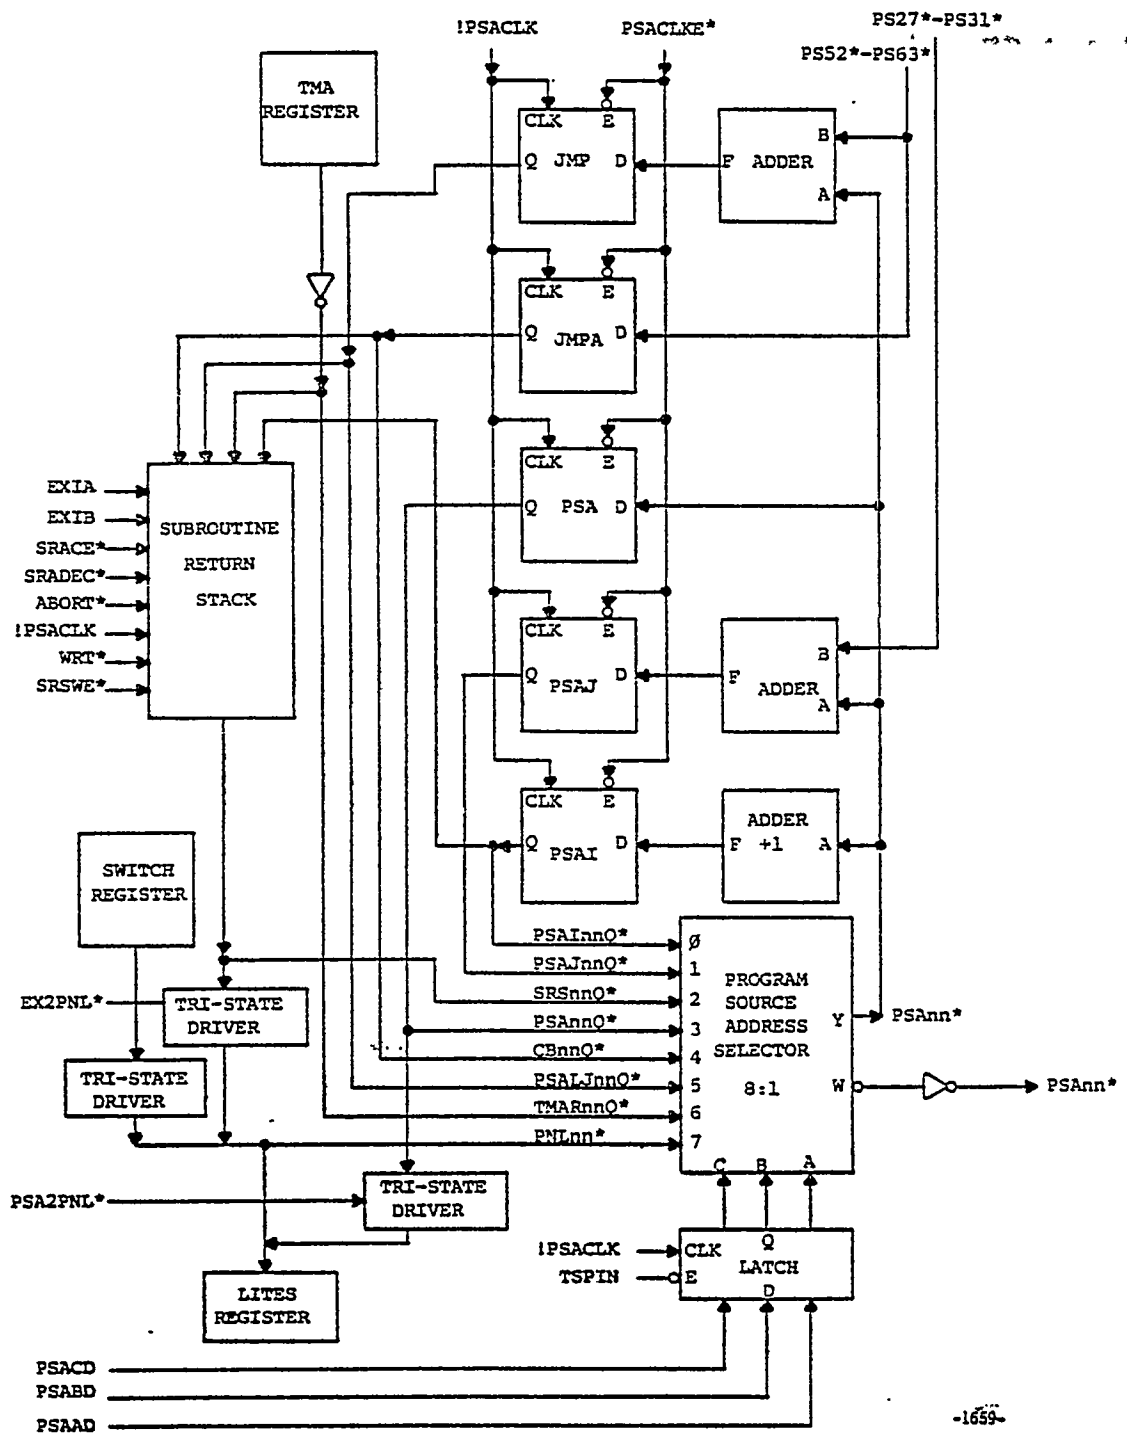 PS27*-PS31*
!PSACLK
PSACLKE*
PS52*-PS63*
TMA
REGISTER
CLK E
Q JMP D
F ADDER
B
A
CLK E
Q JMPA D
CLK E
Q PSA D
EXIA
EXIB
SRACE*
SRADEC*
ABORT*
!PSACLK
WRT*
SRSWE*
SUBROUTINE
RETURN
STACK
CLK E
Q PSAJ D
F ADDER
B
A
CLK E
Q PSAI D
ADDER
F +1 A
SWITCH
REGISTER
PSAInnQ* 0
PSAJnnQ* 1
SRSnnQ* 2
PSAnnQ* 3
CBnnQ* 4
PSALJnnQ* 5
TMARnnQ* 6
PNLnn* 7
PROGRAM
SOURCE
ADDRESS
SELECTOR
8:1
Y PSAnn*
W PSAnn*
C B A
EX2PNL*
TRI-STATE
DRIVER
TRI-STATE
DRIVER
PSA2PNL*
TRI-STATE
DRIVER
!PSACLK
TSPIN
CLK Q
E LATCH
D
LITES
REGISTER
PSACD
PSABD
PSAAD
-1659-